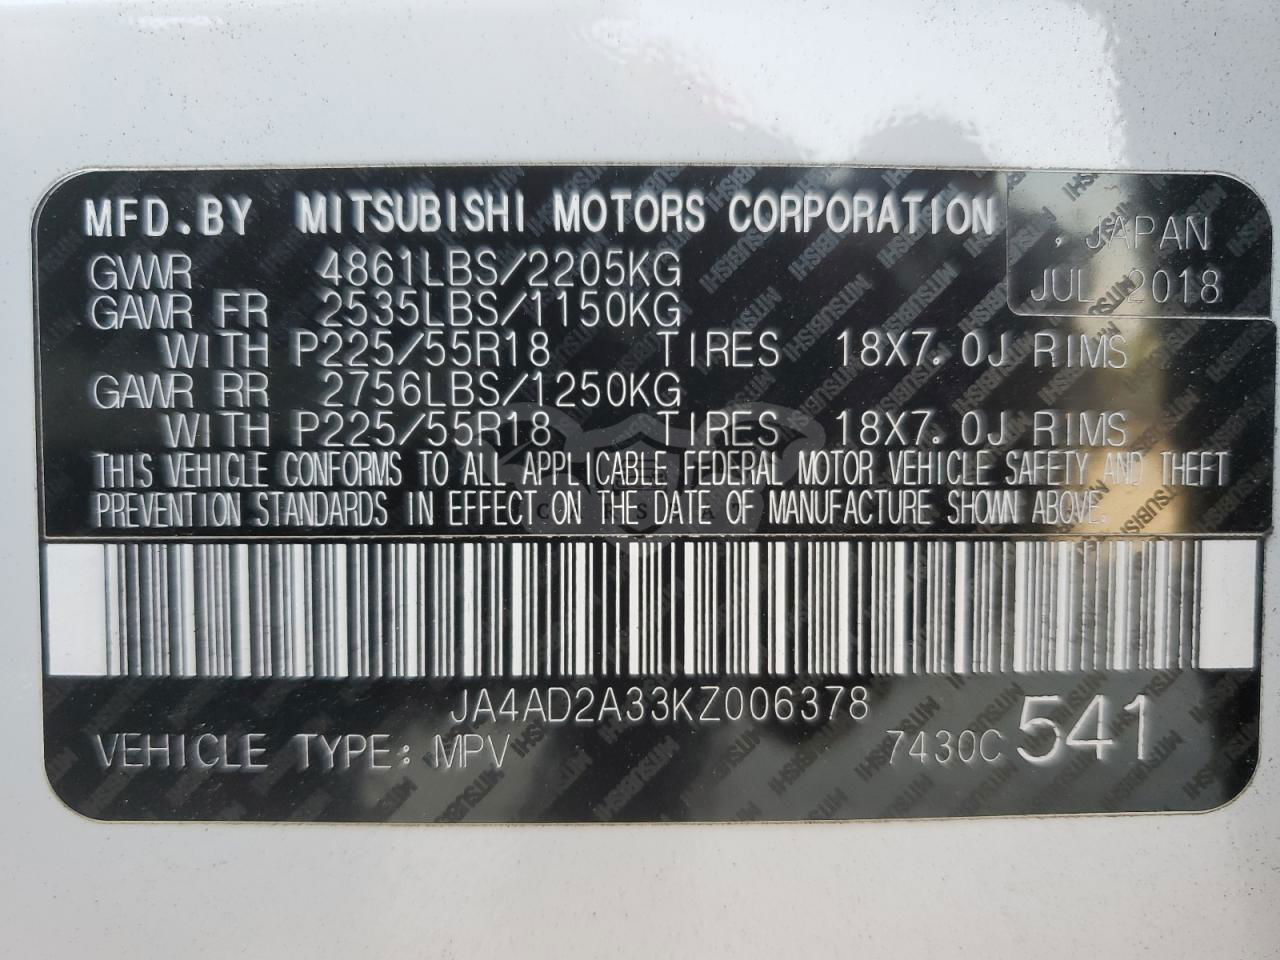 MFD.BY MITSUBISHI MOTORS CORPORATION
, JAPAN
JUL, 2018
GVWR 4861LBS/2205KG
GAWR FR 2535LBS/1150KG
WITH P225/55R18 TIRES 18X7.0J RIMS
GAWR RR 2756LBS/1250KG
WITH P225/55R18 TIRES 18X7.0J RIMS
THIS VEHICLE CONFORMS TO ALL APPLICABLE FEDERAL MOTOR VEHICLE SAFETY AND THEFT
PREVENTION STANDARDS IN EFFECT ON THE DATE OF MANUFACTURE SHOWN ABOVE.
JA4AD2A33KZ006378
VEHICLE TYPE: MPV 7430C 541